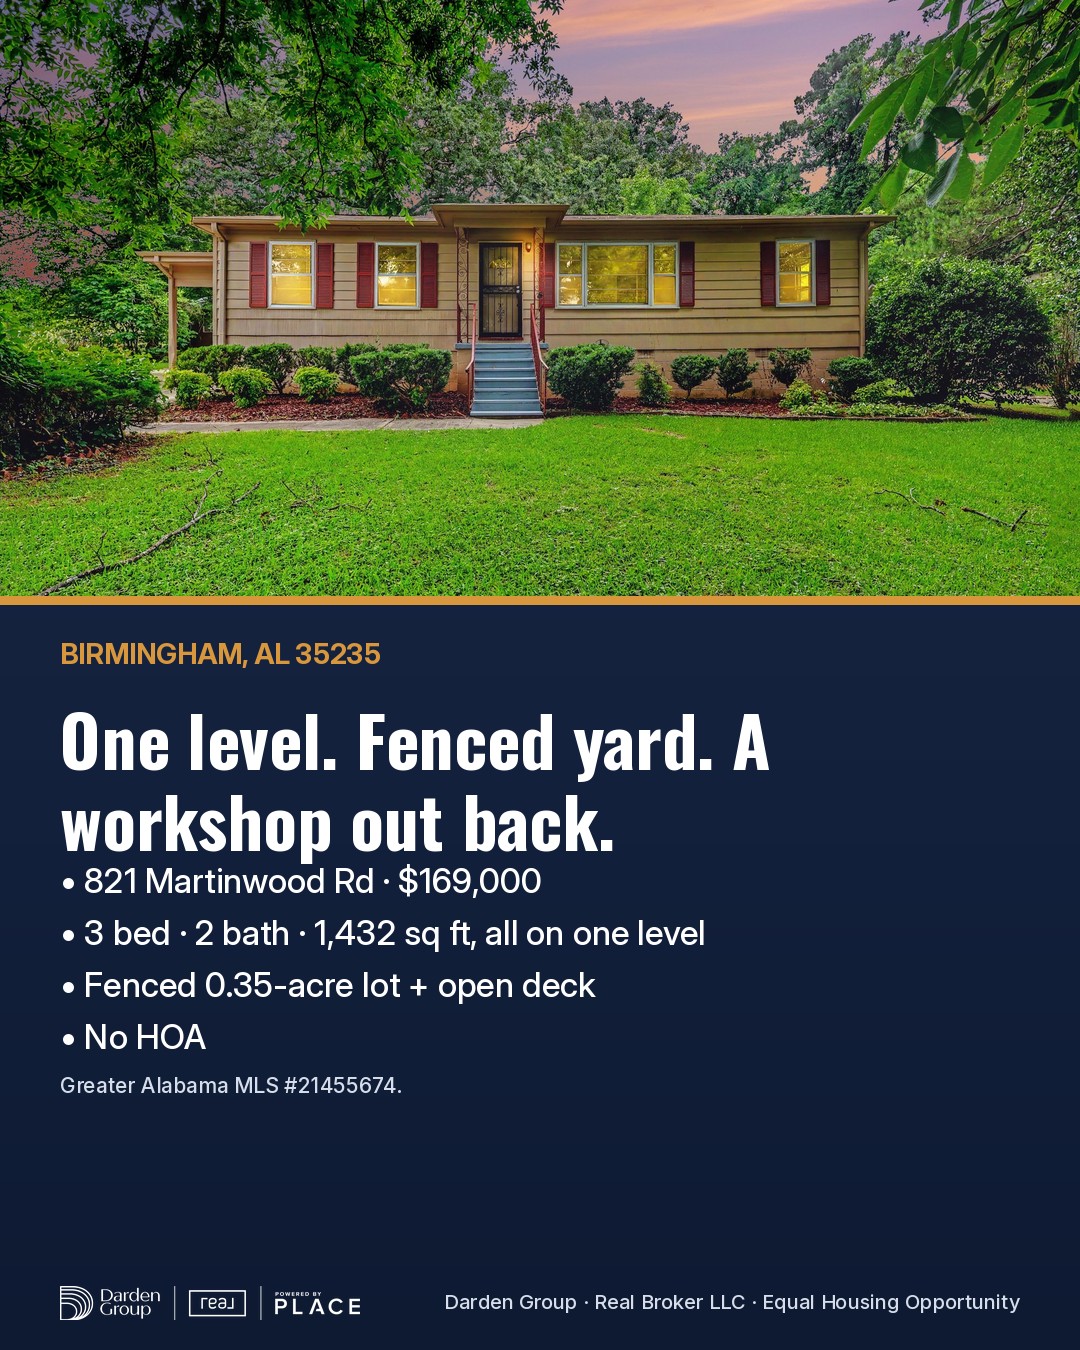 BIRMINGHAM, AL 35235
One level. Fenced yard. A
workshop out back.
• 821 Martinwood Rd · $169,000
• 3 bed · 2 bath · 1,432 sq ft, all on one level
• Fenced 0.35-acre lot + open deck
• No HOA
Greater Alabama MLS #21455674.
Darden
Group
real
POWERED BY
PLACE
Darden Group · Real Broker LLC · Equal Housing Opportunity